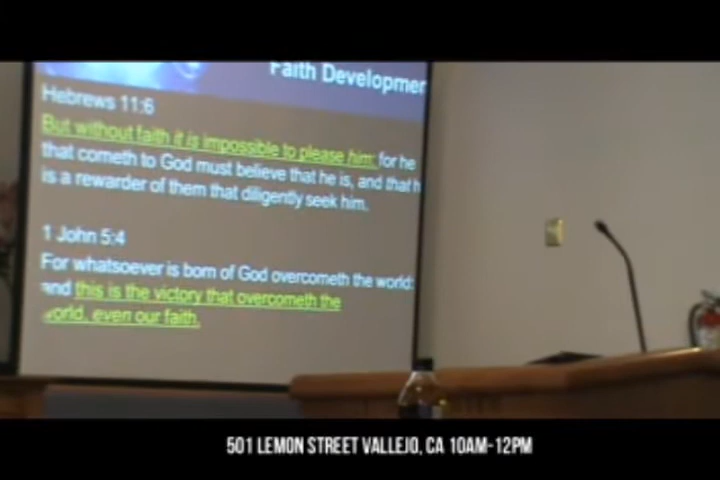 Faith Developmen
Hebrews 11:6
But without faith it is impossible to please him: for he
that cometh to God must believe that he is, and that h
is a rewarder of them that diligently seek him.
1 John 5:4
For whatsoever is born of God overcometh the world:
and this is the victory that overcometh the
world, even our faith.
501 LEMON STREET VALLEJO, CA 10AM-12PM